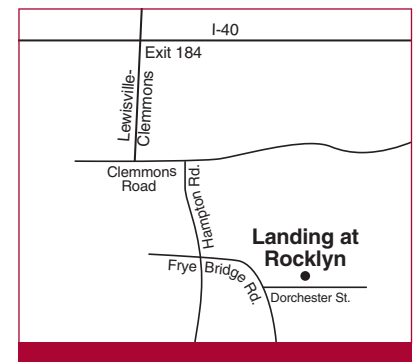 I-40
Exit 184
Lewisville-
Clemmons
Clemmons
Road
Hampton Rd.
Landing at
Rocklyn
Frye Bridge Rd.
Dorchester St.